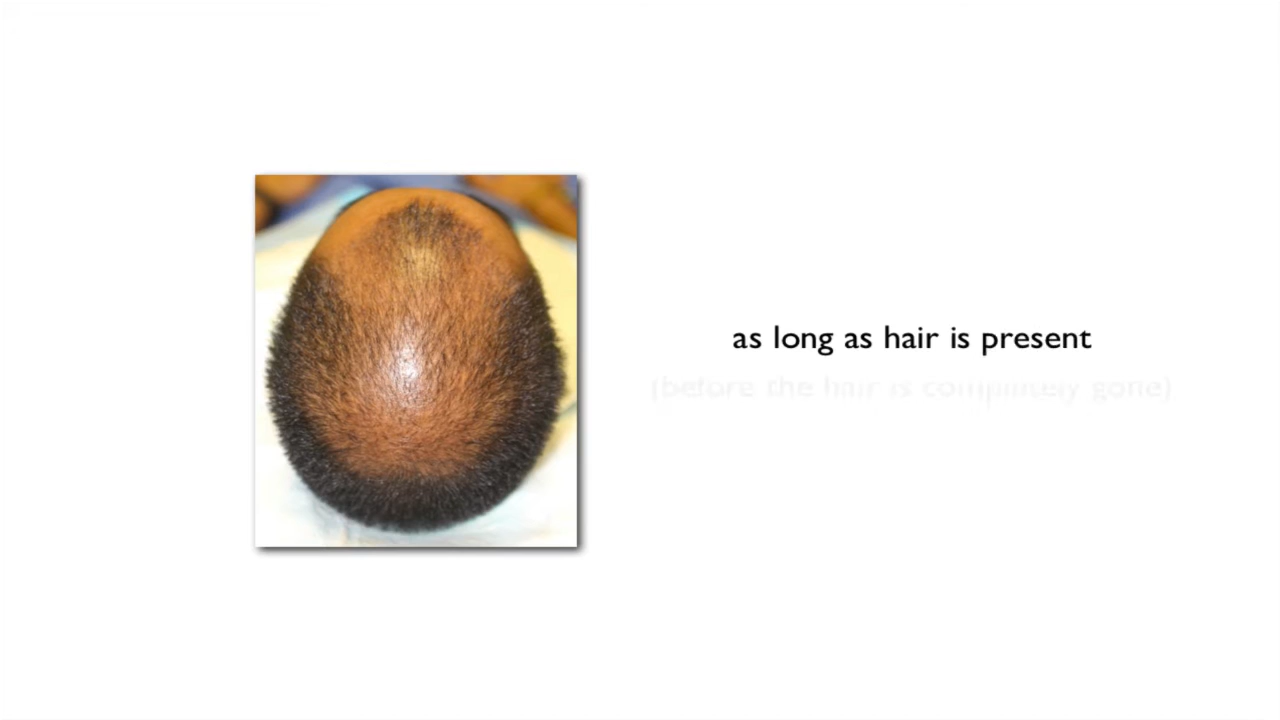 as long as hair is present
(before the hair is completely gone)